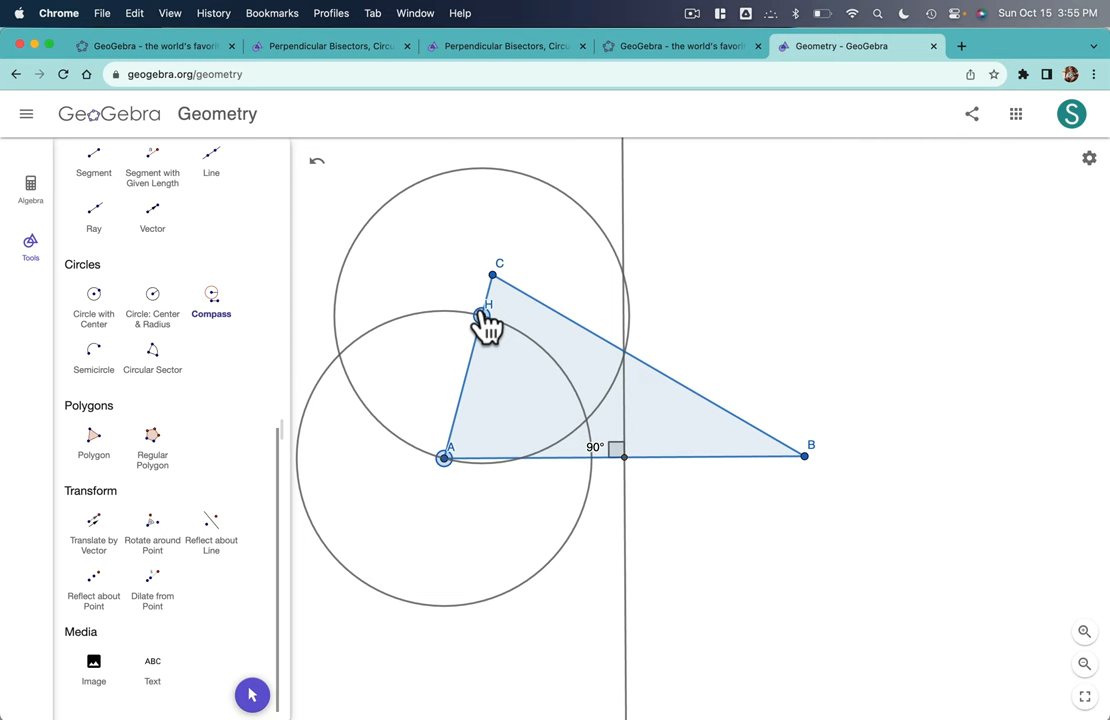 Chrome File Edit View History Bookmarks Profiles Tab Window Help Sun Oct 15 3:55 PM
GeoGebra - the world's favori
Perpendicular Bisectors, Circu
Perpendicular Bisectors, Circu
GeoGebra - the world's favori
Geometry - GeoGebra
geogebra.org/geometry
GeoGebra Geometry
S
Algebra
Tools
Segment
Segment with Given Length
Line
Ray
Vector
Circles
Circle with Center
Circle: Center & Radius
Compass
Semicircle
Circular Sector
Polygons
Polygon
Regular Polygon
Transform
Translate by Vector
Rotate around Point
Reflect about Line
Reflect about Point
Dilate from Point
Media
Image
ABC
Text
C
H
A
90°
B